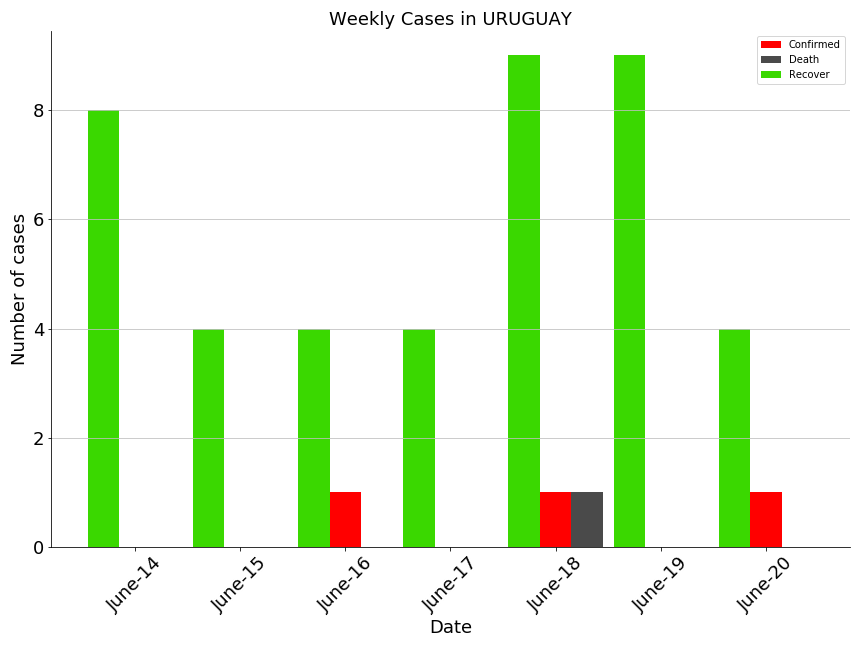 Weekly Cases in URUGUAY
Confirmed
Death
Recover
Number of cases
8
6
4
2
0
June-14
June-15
June-16
June-17
June-18
June-19
June-20
Date